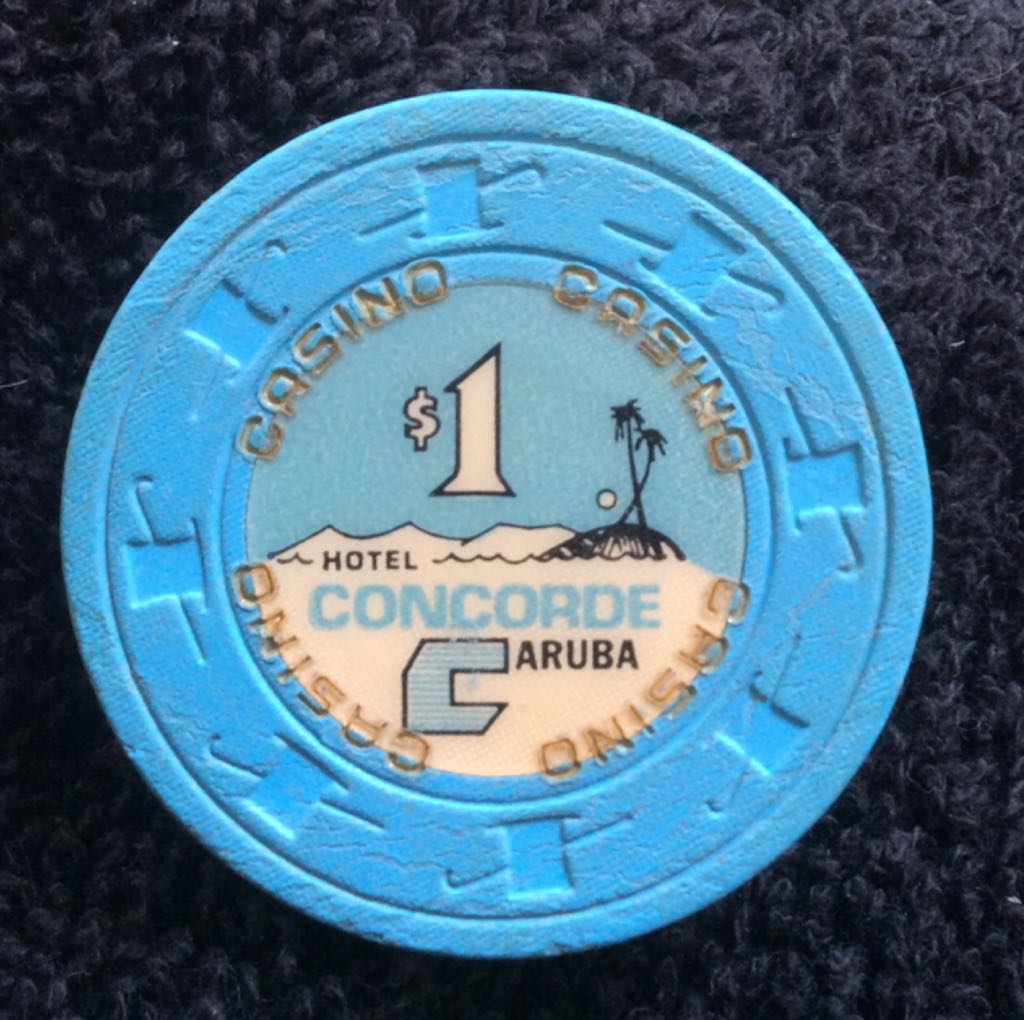 CASINO CASINO
$1
HOTEL
CONCORDE
C ARUBA
CASINO CASINO